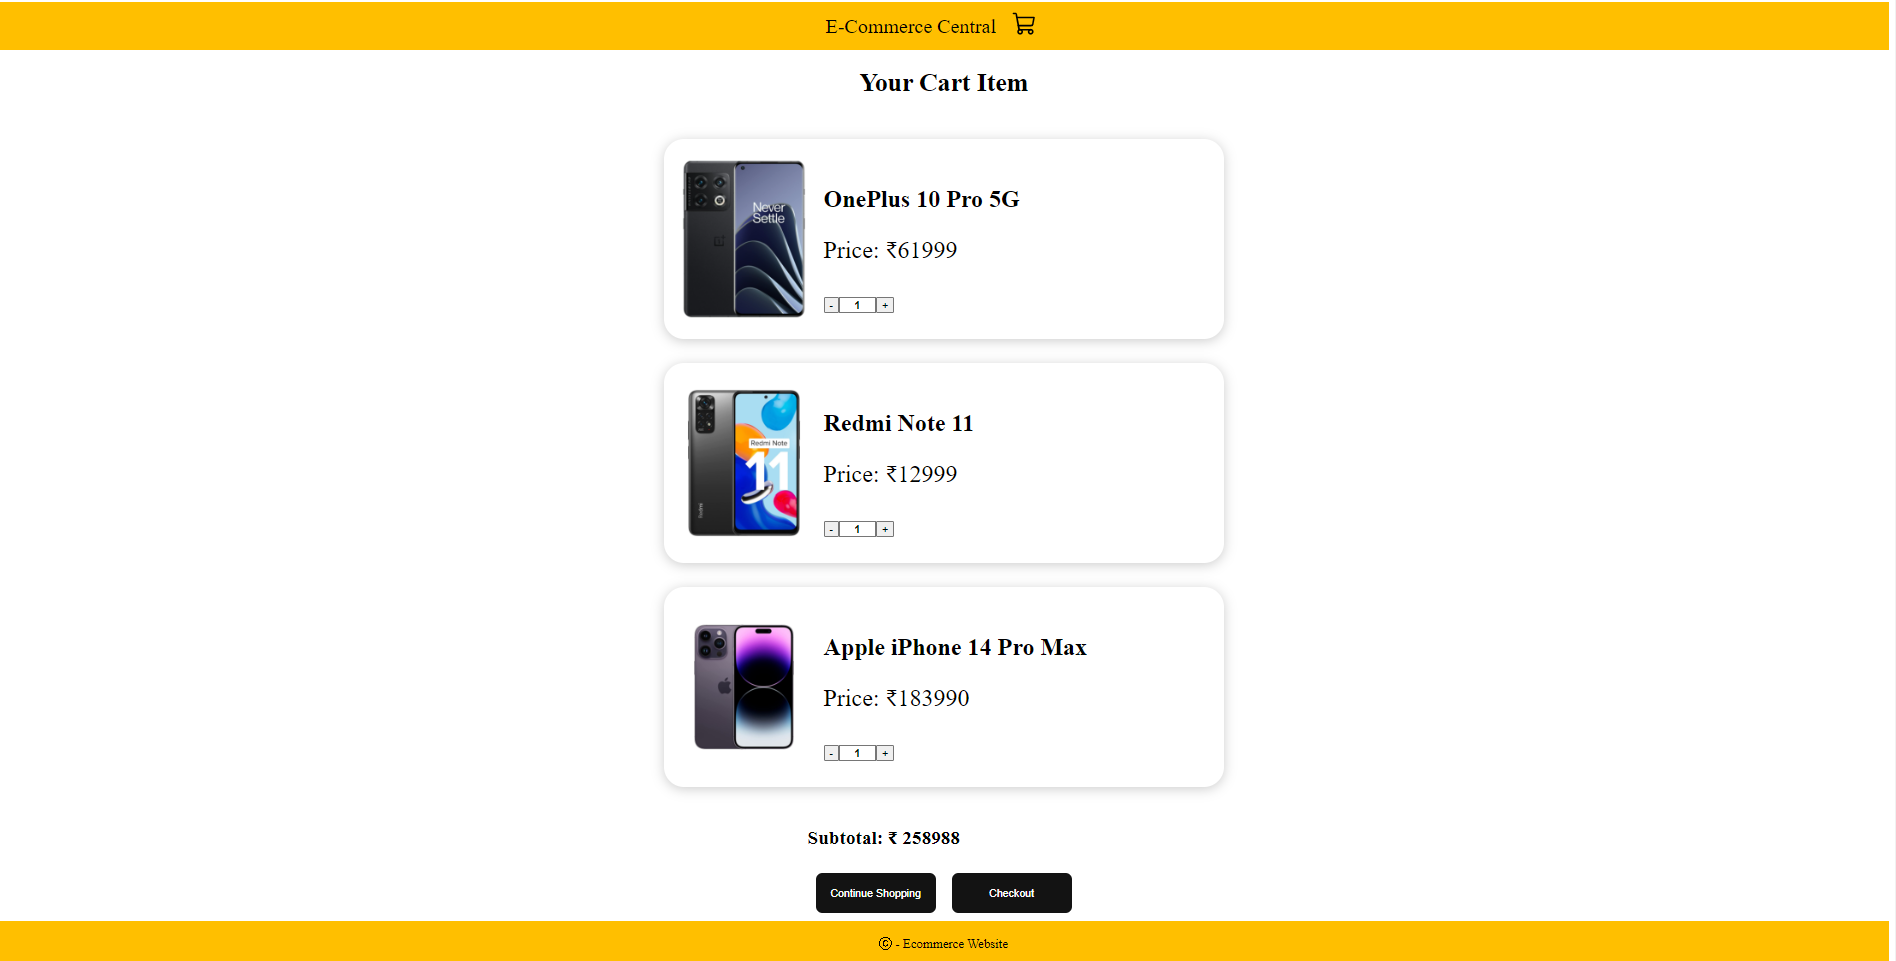 E-Commerce Central
Your Cart Item
Never
Settle
OnePlus 10 Pro 5G
Price: ₹61999
- 1 +
Redmi Note
11
Redmi
Redmi Note 11
Price: ₹12999
- 1 +
Apple iPhone 14 Pro Max
Price: ₹183990
- 1 +
Subtotal: ₹ 258988
Continue Shopping Checkout
© - Ecommerce Website